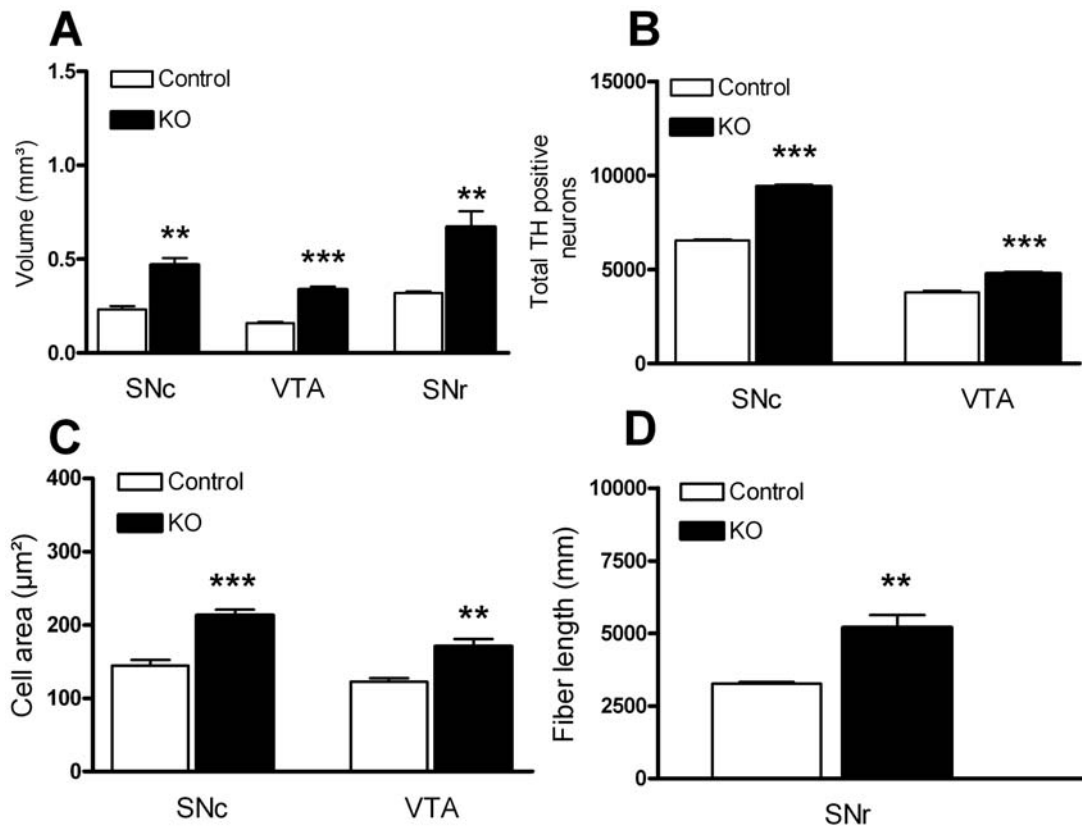 A
Volume (mm³)
1.5
1.0
0.5
0.0
Control
KO
**
***
**
SNc VTA SNr
B
Total TH positive
neurons
15000
10000
5000
0
Control
KO
***
***
SNc VTA
C
Cell area (µm²)
400
300
200
100
0
Control
KO
***
**
SNc VTA
D
Fiber length (mm)
10000
7500
5000
2500
0
Control
KO
**
SNr